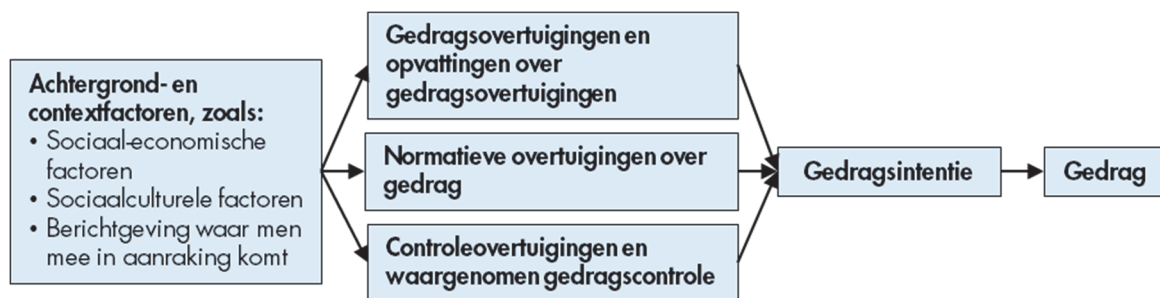 Achtergrond- en
contextfactoren, zoals:
• Sociaal-economische
factoren
• Sociaalculturele factoren
• Berichtgeving waar men
mee in aanraking komt
Gedragsovertuigingen en
opvattingen over
gedragsovertuigingen
Normatieve overtuigingen over
gedrag
Controleovertuigingen en
waargenomen gedragscontrole
Gedragsintentie
Gedrag